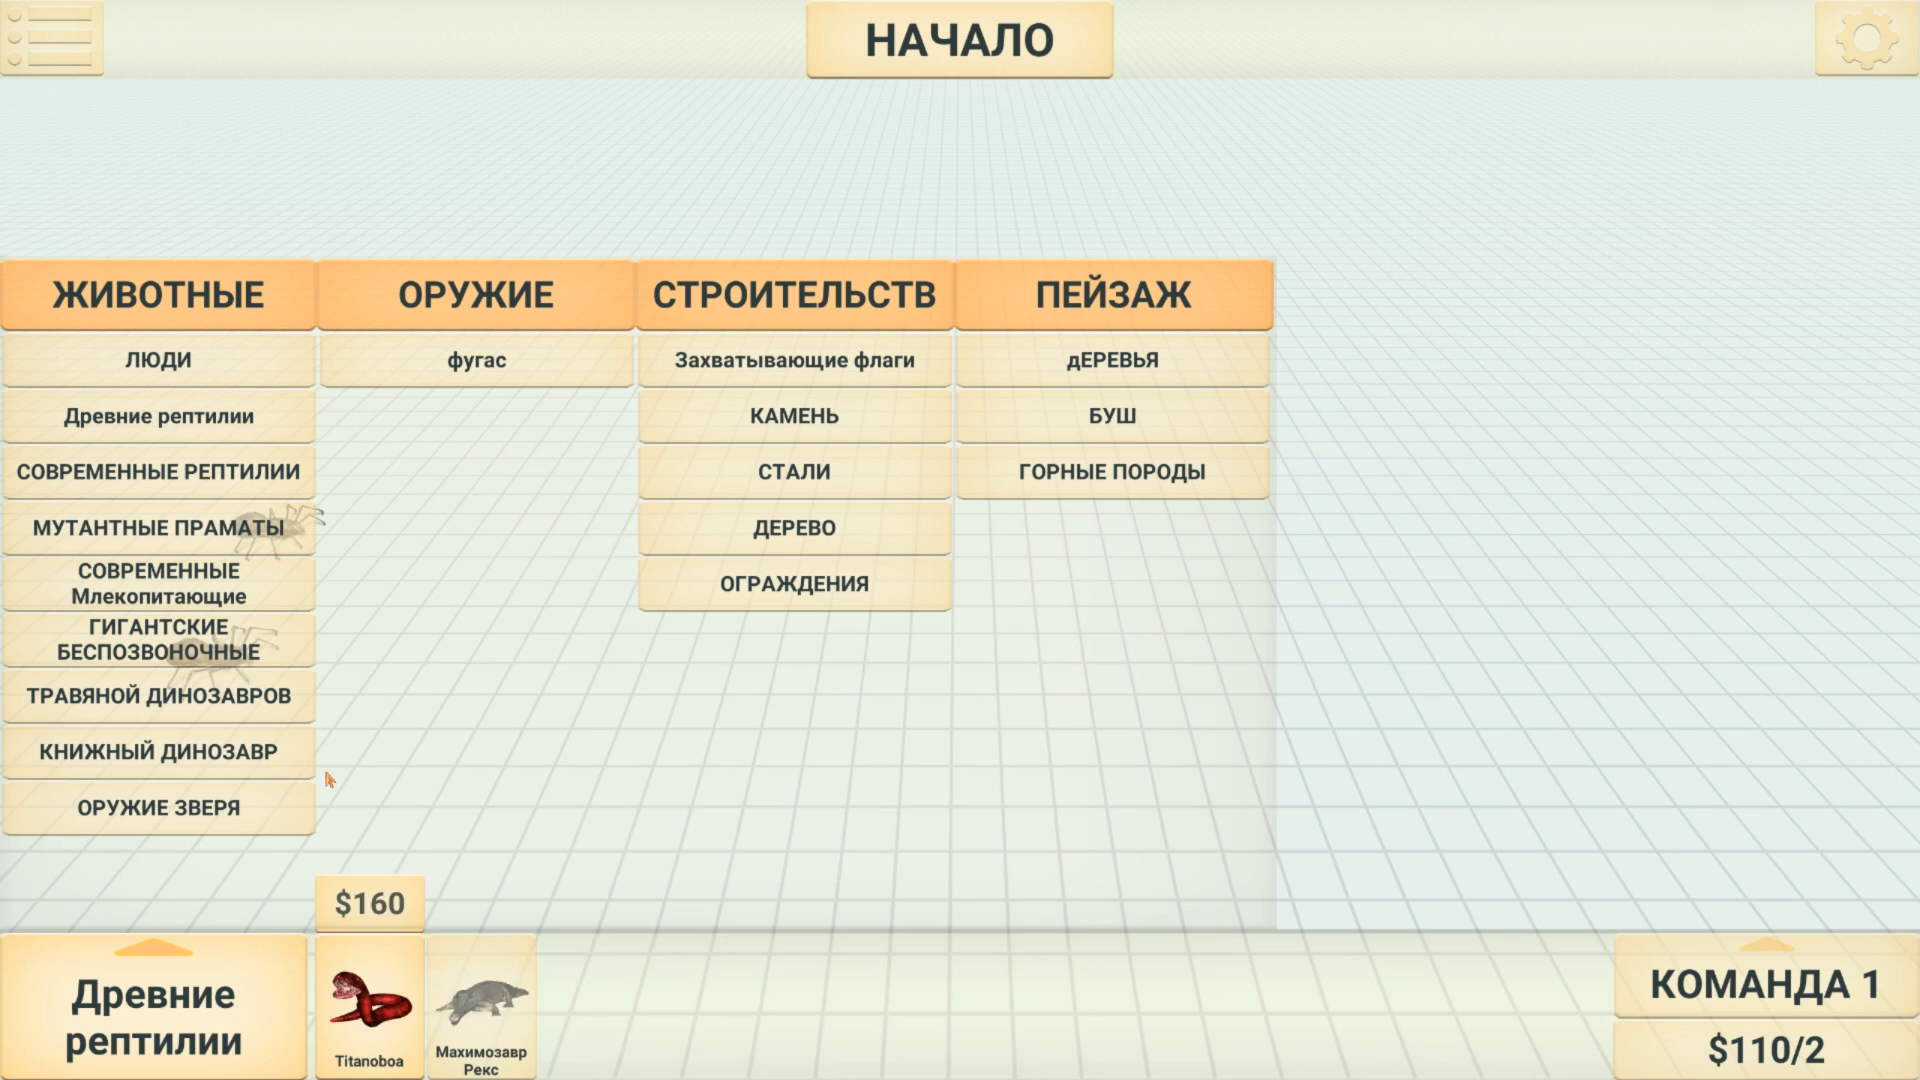 НАЧАЛО
ЖИВОТНЫЕ
ОРУЖИЕ
СТРОИТЕЛЬСТВ
ПЕЙЗАЖ
ЛЮДИ
фугас
Захватывающие флаги
дЕРЕВЬЯ
Древние рептилии
КАМЕНЬ
БУШ
СОВРЕМЕННЫЕ РЕПТИЛИИ
СТАЛИ
ГОРНЫЕ ПОРОДЫ
МУТАНТНЫЕ ПРАМАТЫ
ДЕРЕВО
СОВРЕМЕННЫЕ
Млекопитающие
ОГРАЖДЕНИЯ
ГИГАНТСКИЕ
БЕСПОЗВОНОЧНЫЕ
ТРАВЯНОЙ ДИНОЗАВРОВ
КНИЖНЫЙ ДИНОЗАВР
ОРУЖИЕ ЗВЕРЯ
$160
Древние
рептилии
Titanoboa
Махимозавр
Рекс
КОМАНДА 1
$110/2